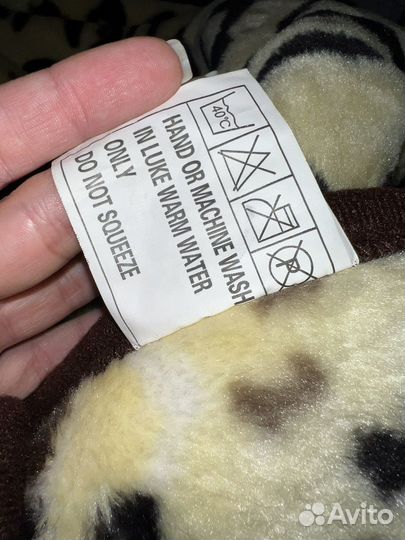 40°C
P
HAND OR MACHINE WASH
IN LUKE WARM WATER
ONLY
DO NOT SQUEEZE
Avito